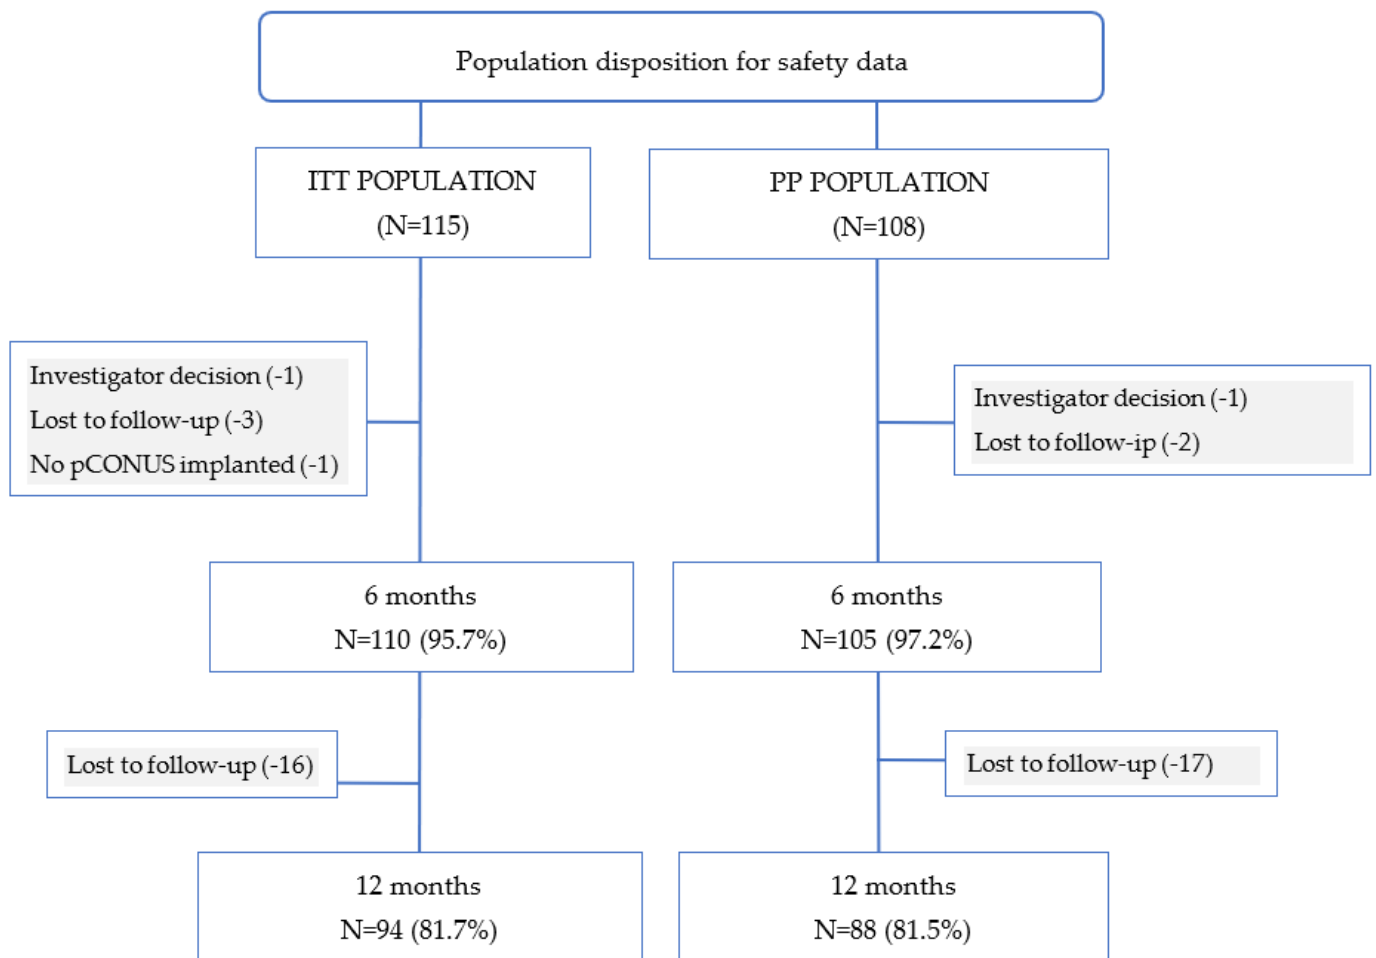 Population disposition for safety data
ITT POPULATION
(N=115)
PP POPULATION
(N=108)
Investigator decision (-1)
Lost to follow-up (-3)
No pCONUS implanted (-1)
Investigator decision (-1)
Lost to follow-ip (-2)
6 months
N=110 (95.7%)
6 months
N=105 (97.2%)
Lost to follow-up (-16)
Lost to follow-up (-17)
12 months
N=94 (81.7%)
12 months
N=88 (81.5%)